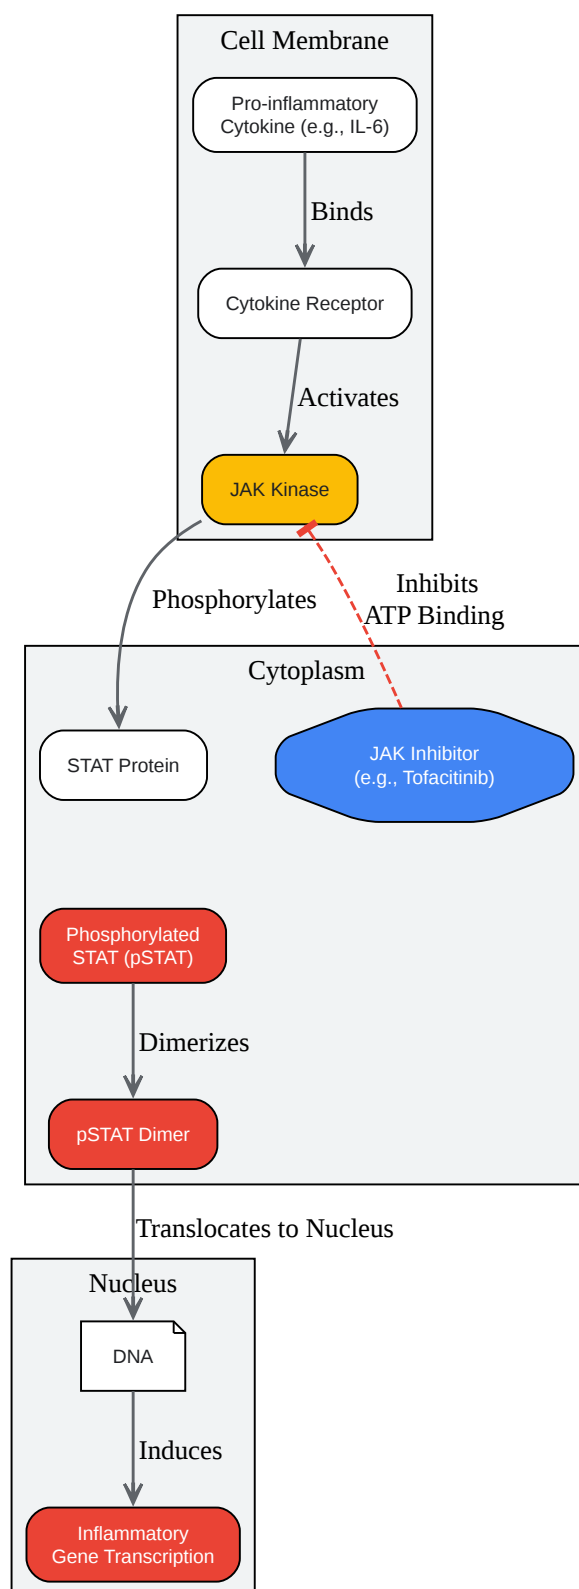 Cell Membrane
Pro-inflammatory
Cytokine (e.g., IL-6)
Binds
Cytokine Receptor
Activates
JAK Kinase
Inhibits
ATP Binding
Phosphorylates
Cytoplasm
STAT Protein
JAK Inhibitor
(e.g., Tofacitinib)
Phosphorylated
STAT (pSTAT)
Dimerizes
pSTAT Dimer
Translocates to Nucleus
Nucleus
DNA
Induces
Inflammatory
Gene Transcription